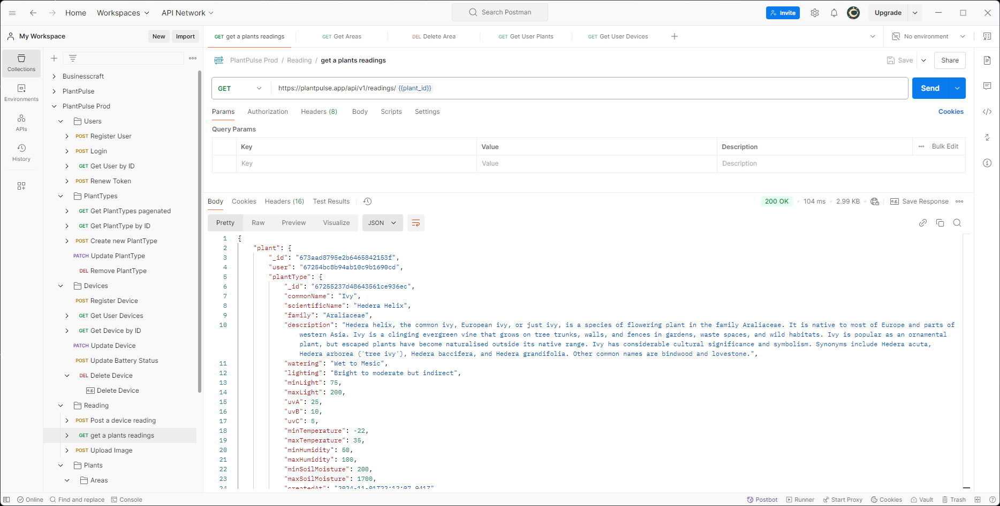 Home
Workspaces
API Network
Search Postman
Invite
Upgrade
My Workspace
New
Import
GET get a plants readings
GET Get Areas
DEL Delete Area
GET Get User Plants
GET Get User Devices
No environment
Collections
Environments
APIs
History
Businesscraft
PlantPulse
PlantPulse Prod
Users
POST Register User
POST Login
GET Get User by ID
POST Renew Token
PlantTypes
GET Get PlantTypes pagenated
GET Get PlantType by ID
POST Create new PlantType
PATCH Update PlantType
DEL Remove PlantType
Devices
POST Register Device
GET Get User Devices
GET Get Device by ID
PATCH Update Device
POST Update Battery Status
DEL Delete Device
e.g. Delete Device
Reading
POST Post a device reading
GET get a plants readings
POST Upload Image
Plants
Areas
HTTP PlantPulse Prod / Reading / get a plants readings
Save
Share
GET
https://plantpulse.app/api/v1/readings/ {{plant_id}}
Send
Params Authorization Headers (8) Body Scripts Settings
Cookies
Query Params
Key Value Description
Bulk Edit
Key Value Description
Body Cookies Headers (16) Test Results
200 OK • 104 ms • 2.99 KB
e.g. Save Response
Pretty Raw Preview Visualize
JSON
1 {
2 "plant": {
3 "_id": "673aad8795e2b6465842153f",
4 "user": "67254bc8b94ab10c9b1690cd",
5 "plantType": {
6 "_id": "67255237d48643561ce936ec",
7 "commonName": "Ivy",
8 "scientificName": "Hedera Helix",
9 "family": "Araliaceae",
10 "description": "Hedera helix, the common ivy, European ivy, or just ivy, is a species of flowering plant in the family Araliaceae. It is native to most of Europe and parts of
western Asia. Ivy is a clinging evergreen vine that grows on tree trunks, walls, and fences in gardens, waste spaces, and wild habitats. Ivy is popular as an ornamental
plant, but escaped plants have become naturalised outside its native range. Ivy has considerable cultural significance and symbolism. Synonyms include Hedera acuta,
Hedera arborea ('tree ivy'), Hedera baccifera, and Hedera grandifolia. Other common names are bindwood and lovestone.",
11 "watering": "Wet to Mesic",
12 "lighting": "Bright to moderate but indirect",
13 "minLight": 75,
14 "maxLight": 200,
15 "uvA": 25,
16 "uvB": 10,
17 "uvC": 5,
18 "minTemperature": -22,
19 "maxTemperature": 35,
20 "minHumidity": 50,
21 "maxHumidity": 100,
22 "minSoilMoisture": 200,
23 "maxSoilMoisture": 1700,
24 "createdAt": "2024-11-01T22:12:07.941Z"
Online
Find and replace
Console
Postbot
Runner
Start Proxy
Cookies
Vault
Trash